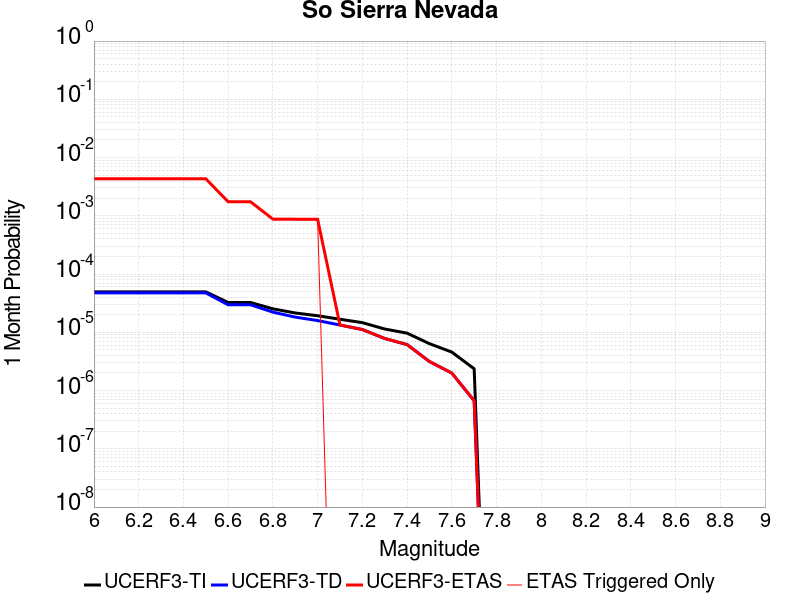 So Sierra Nevada
10^0
10^-1
10^-2
10^-3
10^-4
10^-5
10^-6
10^-7
10^-8
1 Month Probability
6 6.2 6.4 6.6 6.8 7 7.2 7.4 7.6 7.8 8 8.2 8.4 8.6 8.8 9
Magnitude
UCERF3-TI UCERF3-TD UCERF3-ETAS ETAS Triggered Only